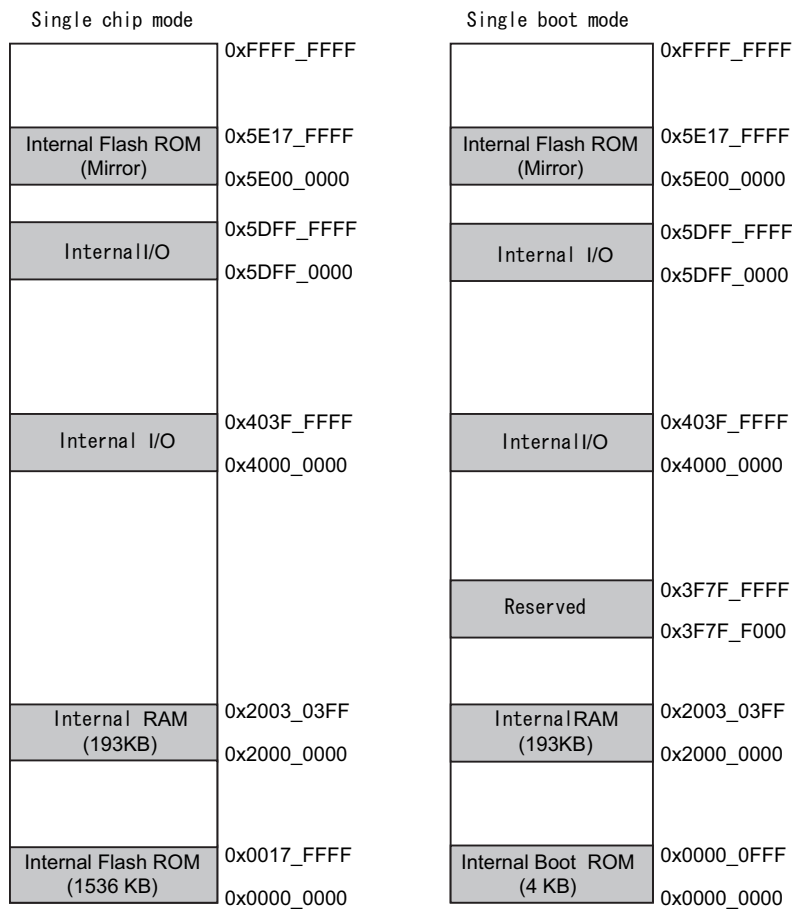 Single chip mode
0xFFFF_FFFF
Internal Flash ROM
(Mirror)
0x5E17_FFFF
0x5E00_0000
InternalI/O
0x5DFF_FFFF
0x5DFF_0000
Internal I/O
0x403F_FFFF
0x4000_0000
Internal RAM
(193KB)
0x2003_03FF
0x2000_0000
Internal Flash ROM
(1536 KB)
0x0017_FFFF
0x0000_0000
Single boot mode
0xFFFF_FFFF
Internal Flash ROM
(Mirror)
0x5E17_FFFF
0x5E00_0000
Internal I/O
0x5DFF_FFFF
0x5DFF_0000
InternalI/O
0x403F_FFFF
0x4000_0000
Reserved
0x3F7F_FFFF
0x3F7F_F000
InternalRAM
(193KB)
0x2003_03FF
0x2000_0000
Internal Boot ROM
(4 KB)
0x0000_0FFF
0x0000_0000